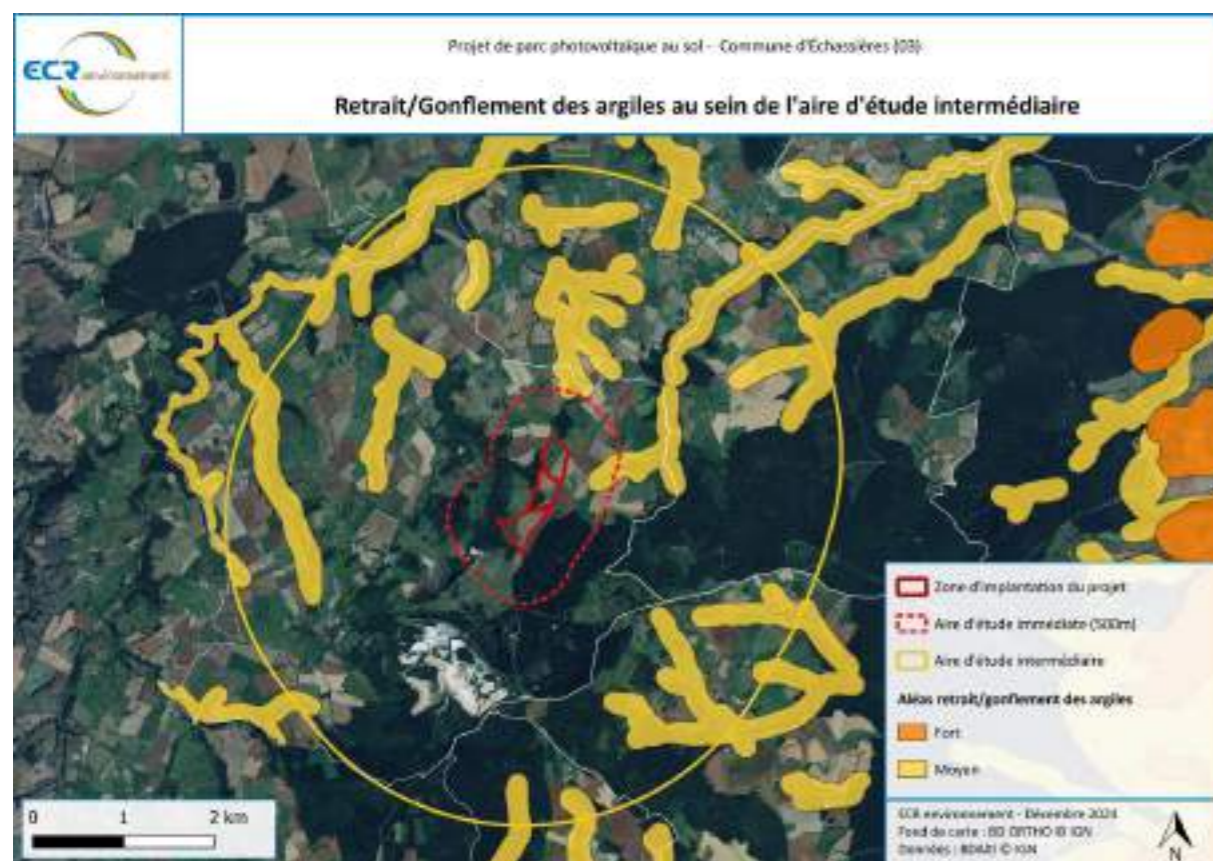 ECR environnement
Projet de parc photovoltaïque au sol - Commune d'Échassières (03)
Retrait/Gonflement des argiles au sein de l'aire d'étude intermédiaire
Zone d'implantation du projet
Aire d'étude immédiate (500m)
Aire d'étude intermédiaire
Aléas retrait/gonflement des argiles
Fort
Moyen
0 1 2 km
ECR environnement - Décembre 2024
Fond de carte : BD ORTHO © IGN
Données : © IGN
N